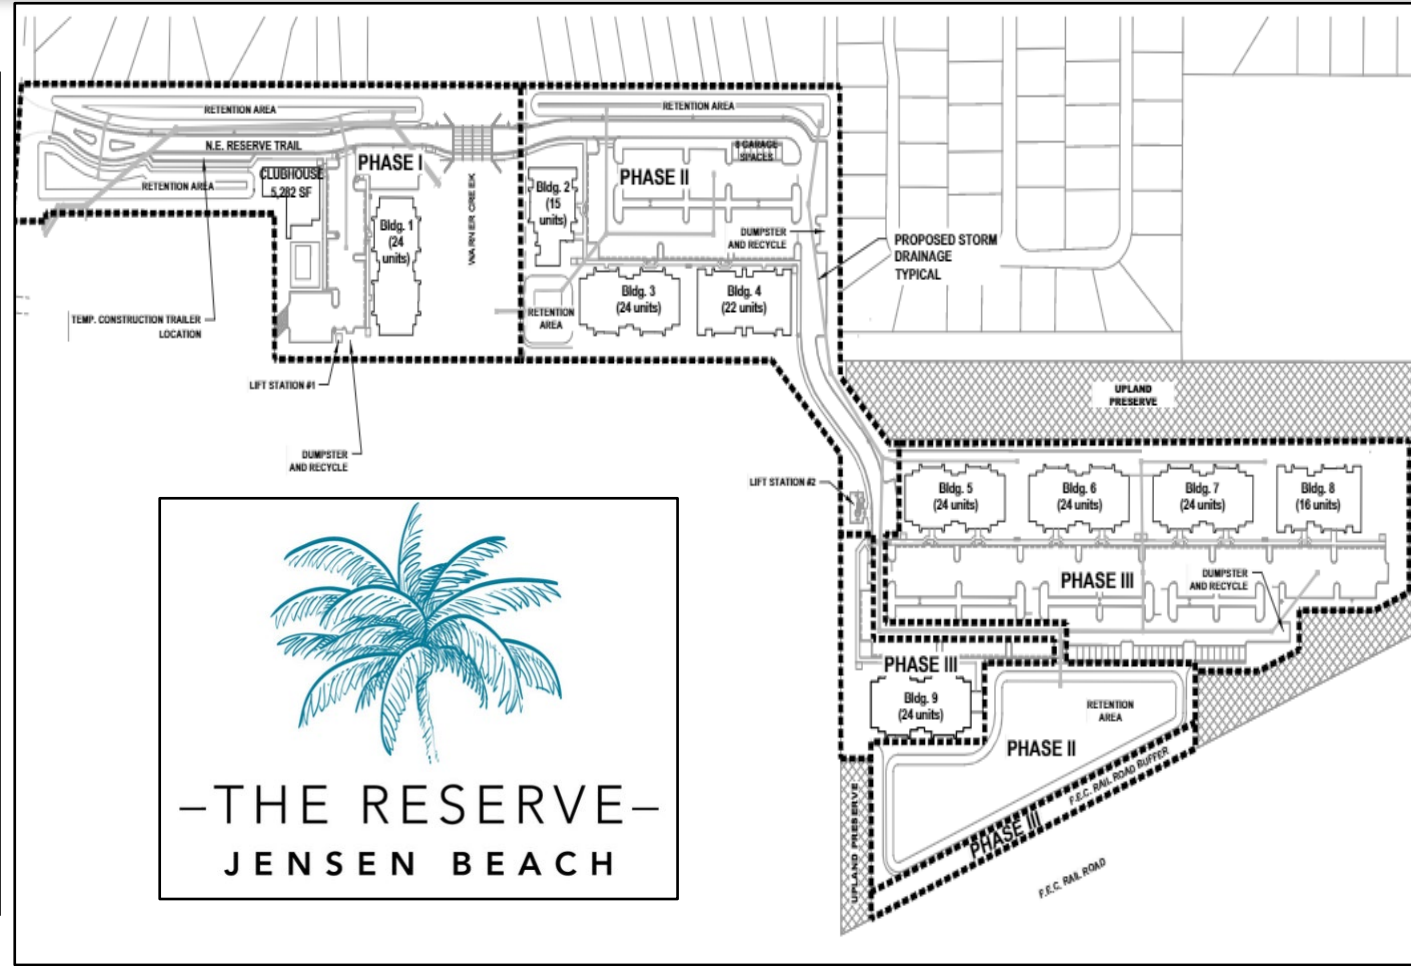 RETENTION AREA
N.E. RESERVE TRAIL
RETENTION AREA
CLUBHOUSE
5,282 SF
PHASE I
Bldg. 1
(24
units)
WARNER CREEK
TEMP. CONSTRUCTION TRAILER
LOCATION
LIFT STATION #1
DUMPSTER
AND RECYCLE
RETENTION AREA
8 GARAGE
SPACES
PHASE II
Bldg. 2
(15
units)
DUMPSTER
AND RECYCLE
Bldg. 3
(24 units)
Bldg. 4
(22 units)
RETENTION
AREA
PROPOSED STORM
DRAINAGE
TYPICAL
UPLAND
PRESERVE
LIFT STATION #2
Bldg. 5
(24 units)
Bldg. 6
(24 units)
Bldg. 7
(24 units)
Bldg. 8
(16 units)
PHASE III
DUMPSTER
AND RECYCLE
PHASE III
Bldg. 9
(24 units)
RETENTION
AREA
PHASE II
F.E.C. RAIL ROAD BUFFER
PHASE III
UPLAND PRESERVE
F.E.C. RAIL ROAD
–THE RESERVE–
JENSEN BEACH